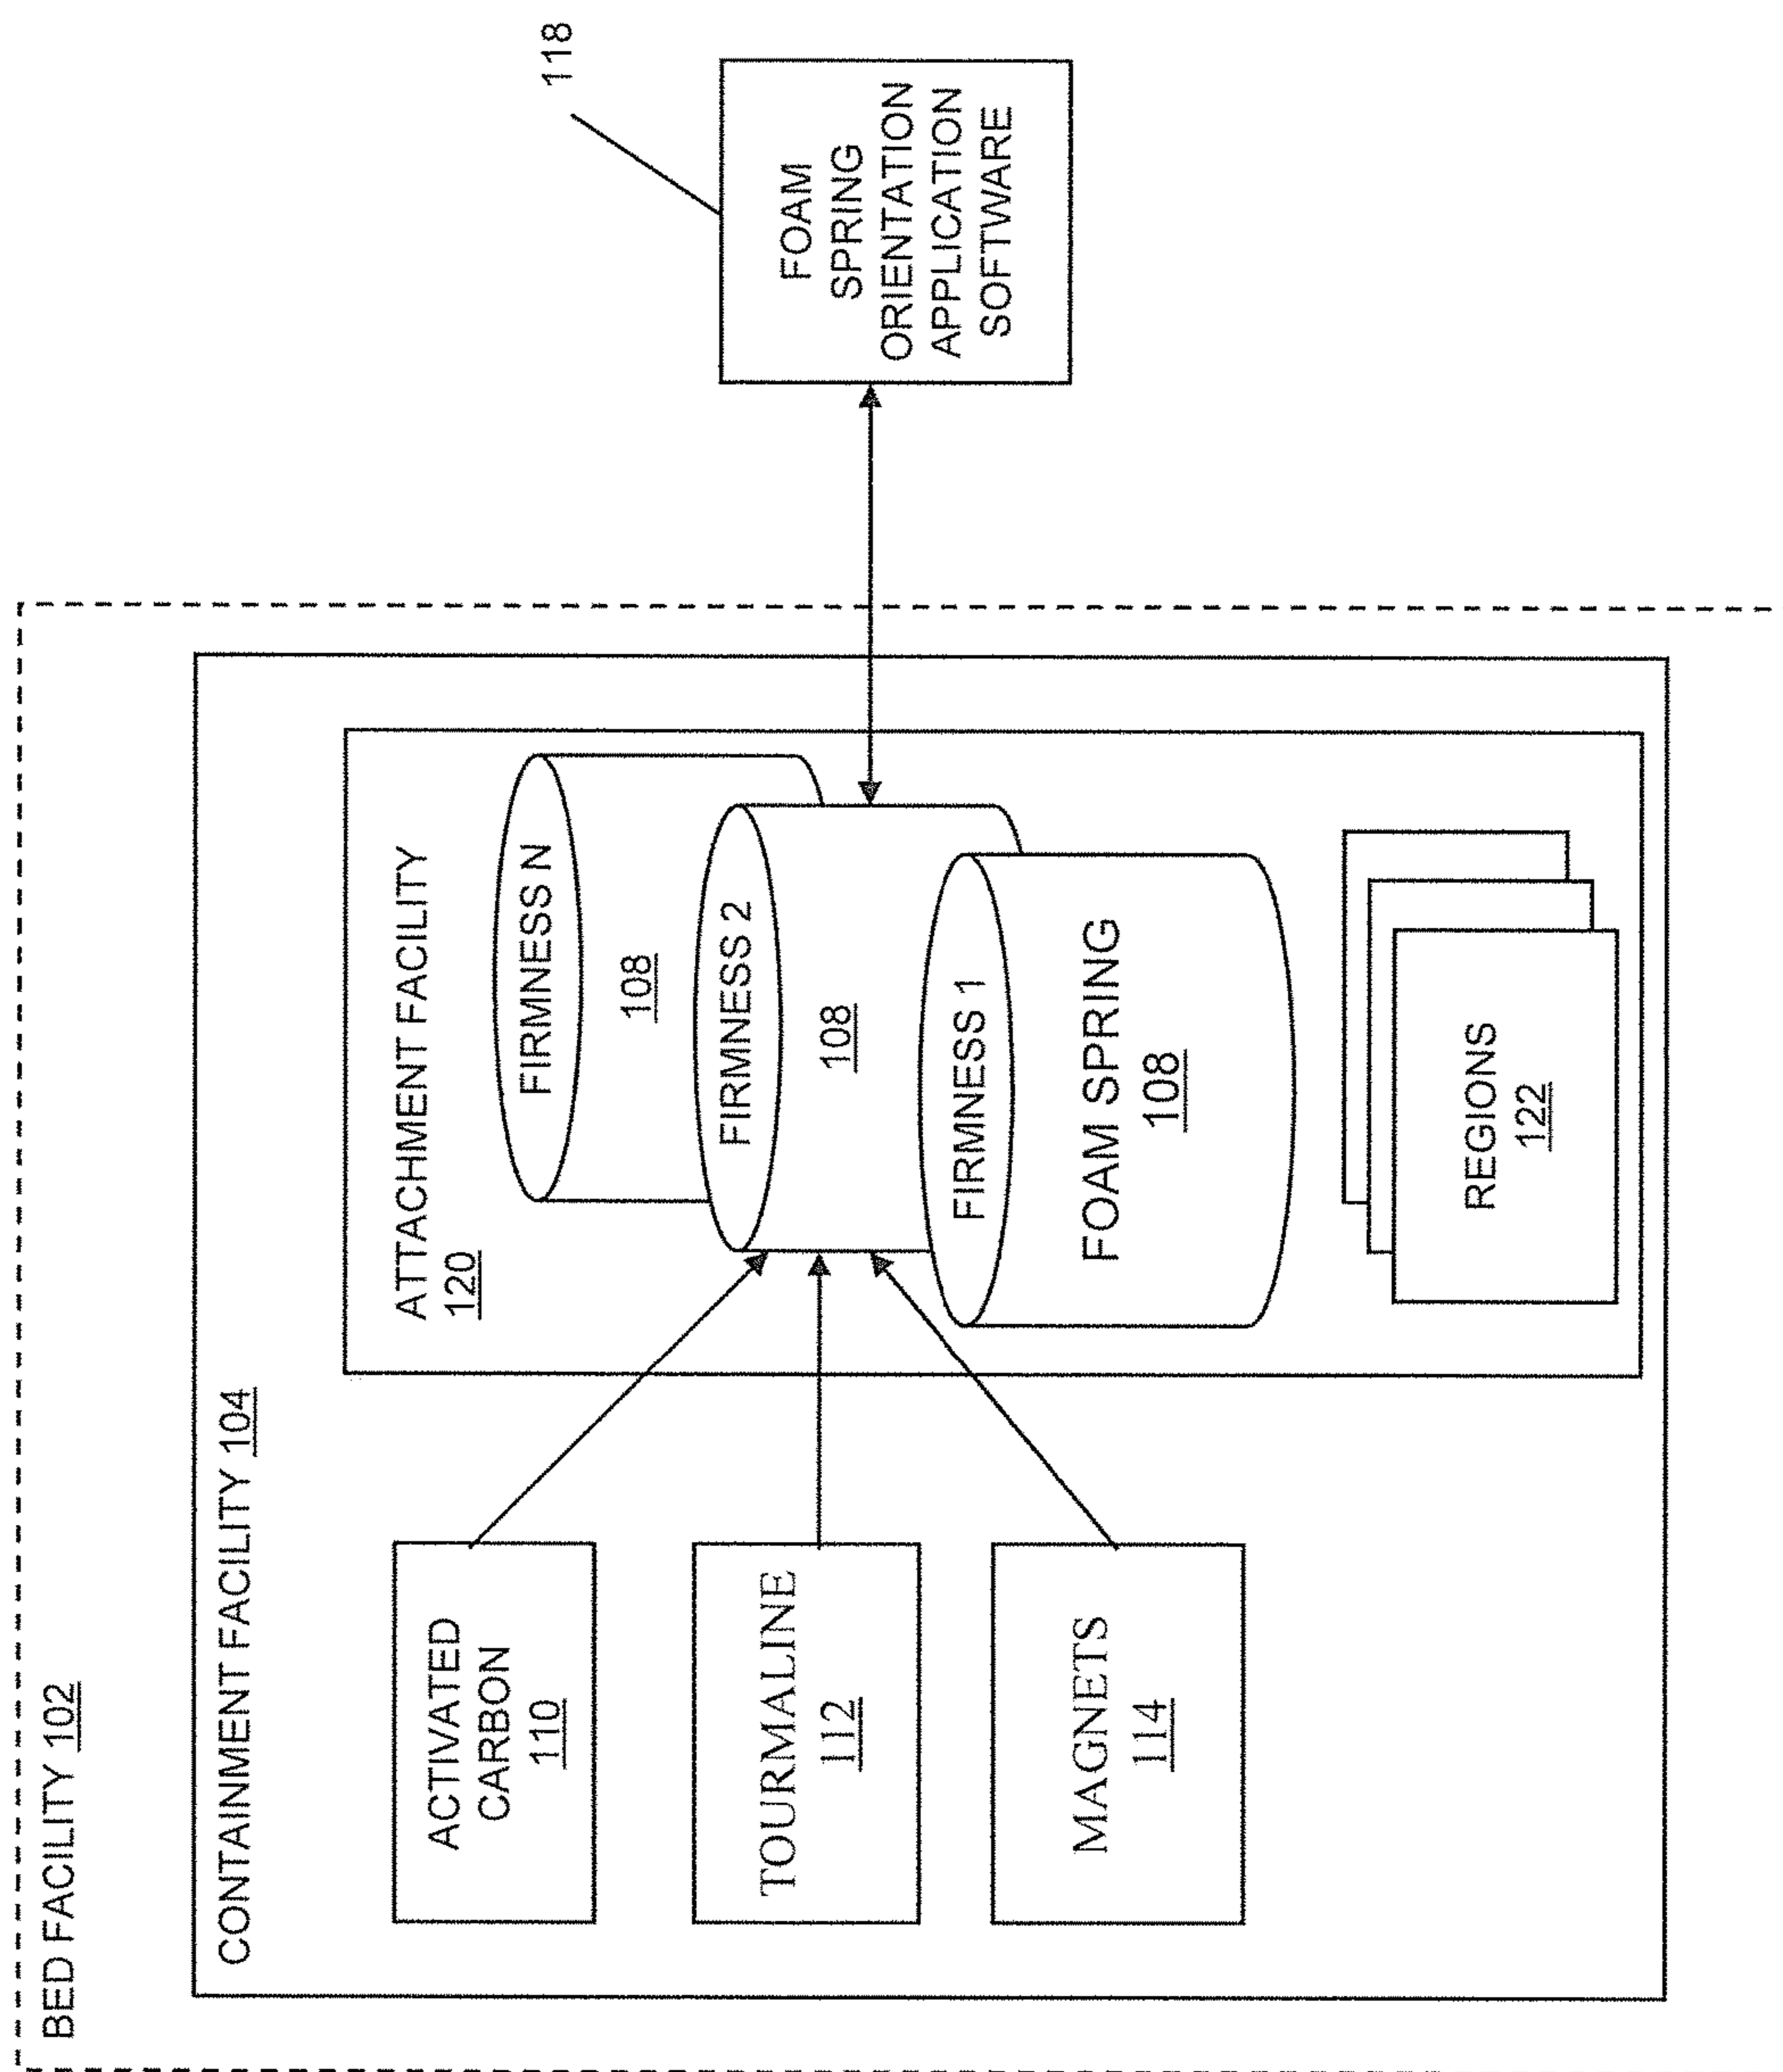 BED FACILITY 102
CONTAINMENT FACILITY 104
ACTIVATED
CARBON
110
TOURMALINE
112
MAGNETS
114
ATTACHMENT FACILITY
120
FIRMNESS N
108
FIRMNESS 2
108
FIRMNESS 1
FOAM SPRING
108
REGIONS
122
118
FOAM
SPRING
ORIENTATION
APPLICATION
SOFTWARE